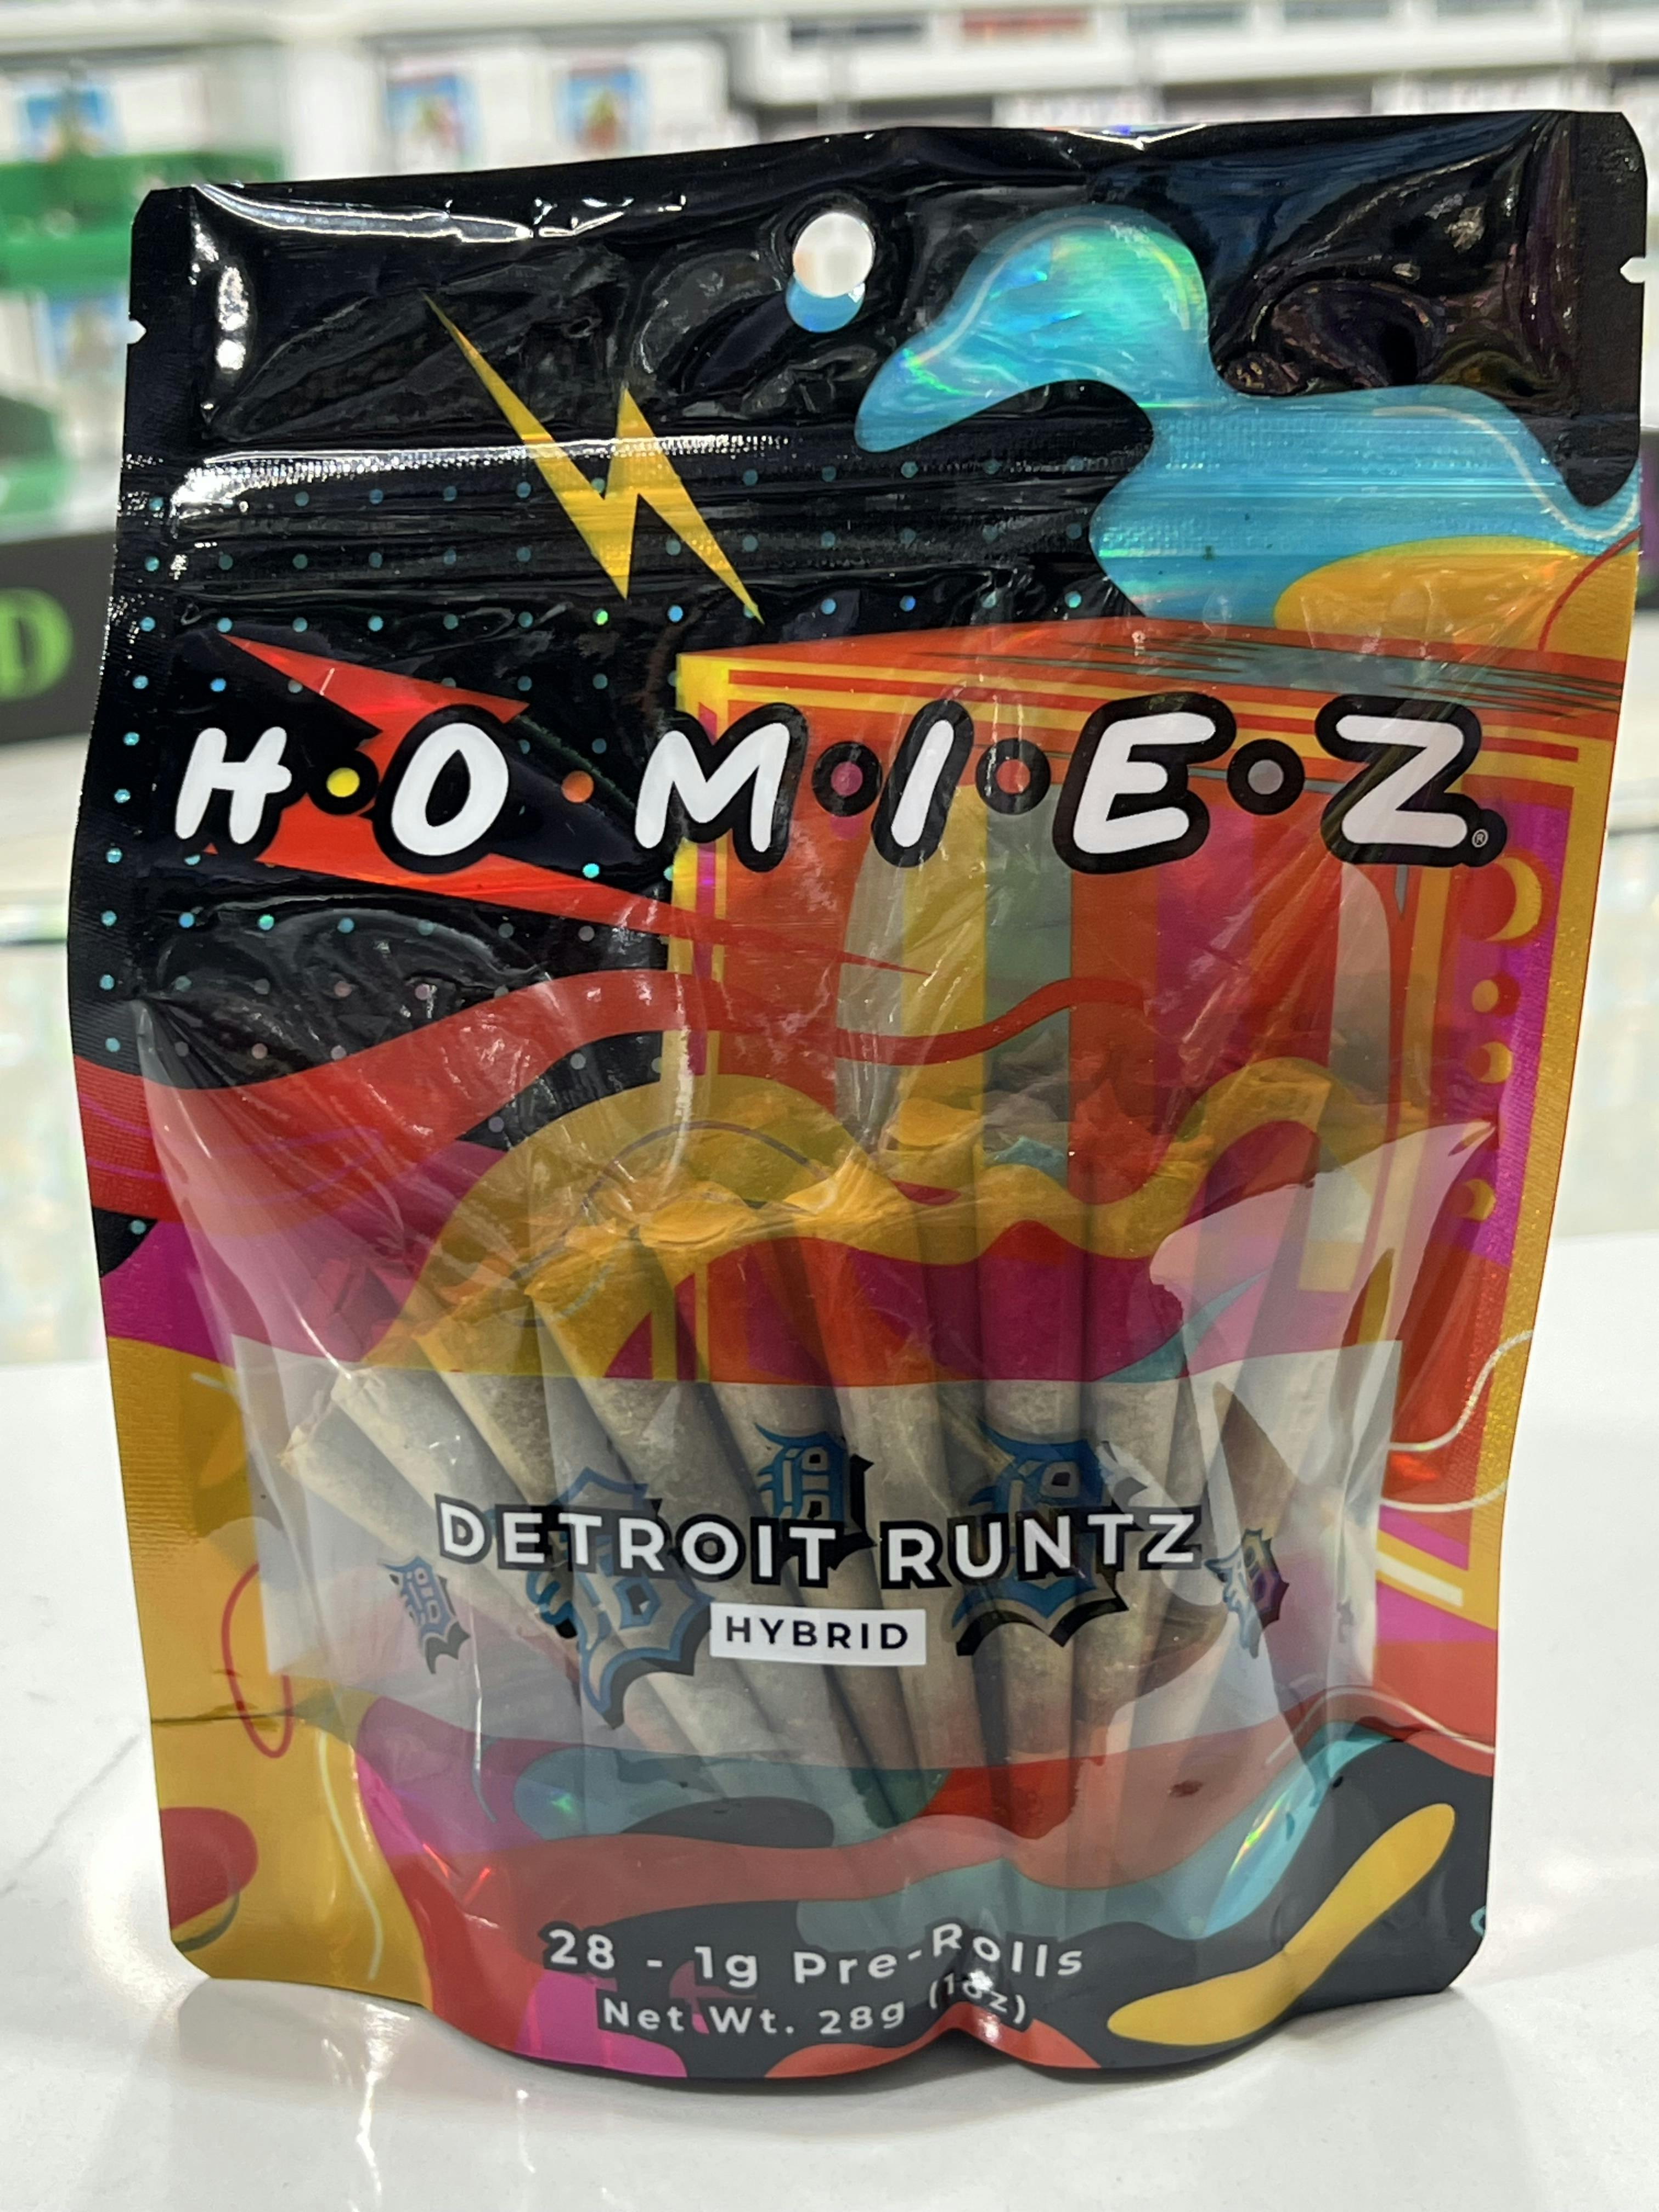 H•O•M•I•E•Z®
DETROIT RUNTZ
HYBRID
28 - 1g Pre-Rolls
Net Wt. 28g (1oz)